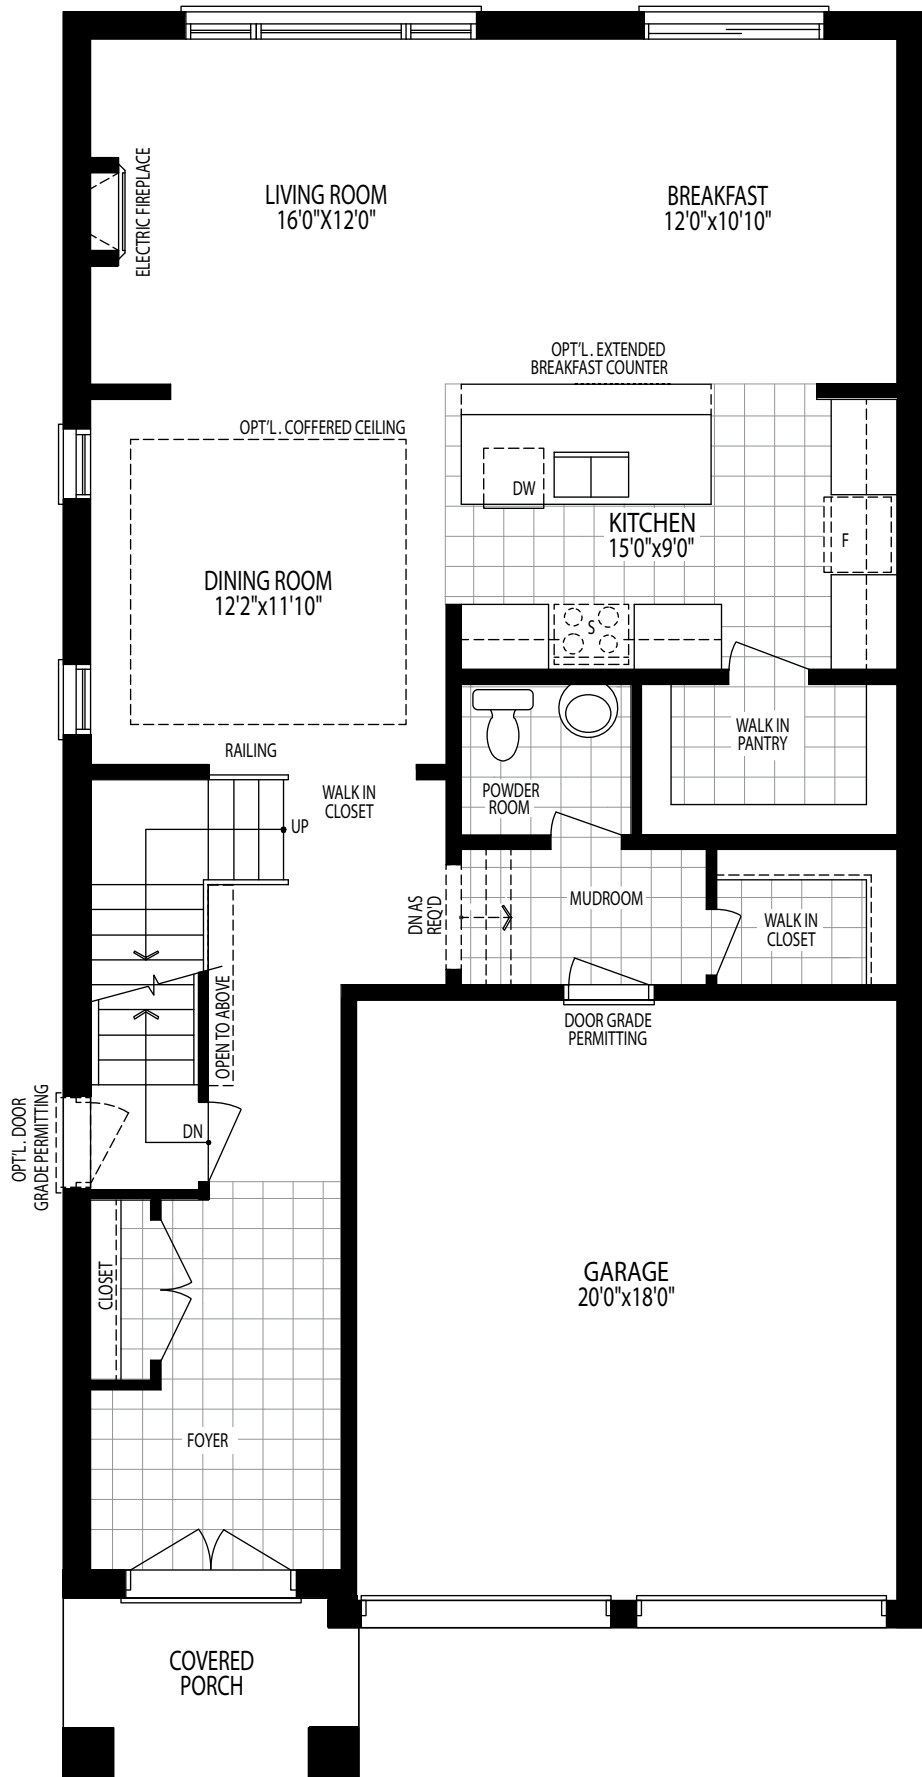 ELECTRIC FIREPLACE
LIVING ROOM
16'0"X12'0"
BREAKFAST
12'0"x10'10"
OPT'L. EXTENDED
BREAKFAST COUNTER
OPT'L. COFFERED CEILING
DW
KITCHEN
15'0"x9'0"
F
DINING ROOM
12'2"x11'10"
S
RAILING
WALK IN
CLOSET
UP
POWDER
ROOM
WALK IN
PANTRY
DN AS
REQ'D
MUDROOM
WALK IN
CLOSET
OPEN TO ABOVE
DOOR GRADE
PERMITTING
OPT'L. DOOR
GRADE PERMITTING
DN
CLOSET
GARAGE
20'0"x18'0"
FOYER
COVERED
PORCH